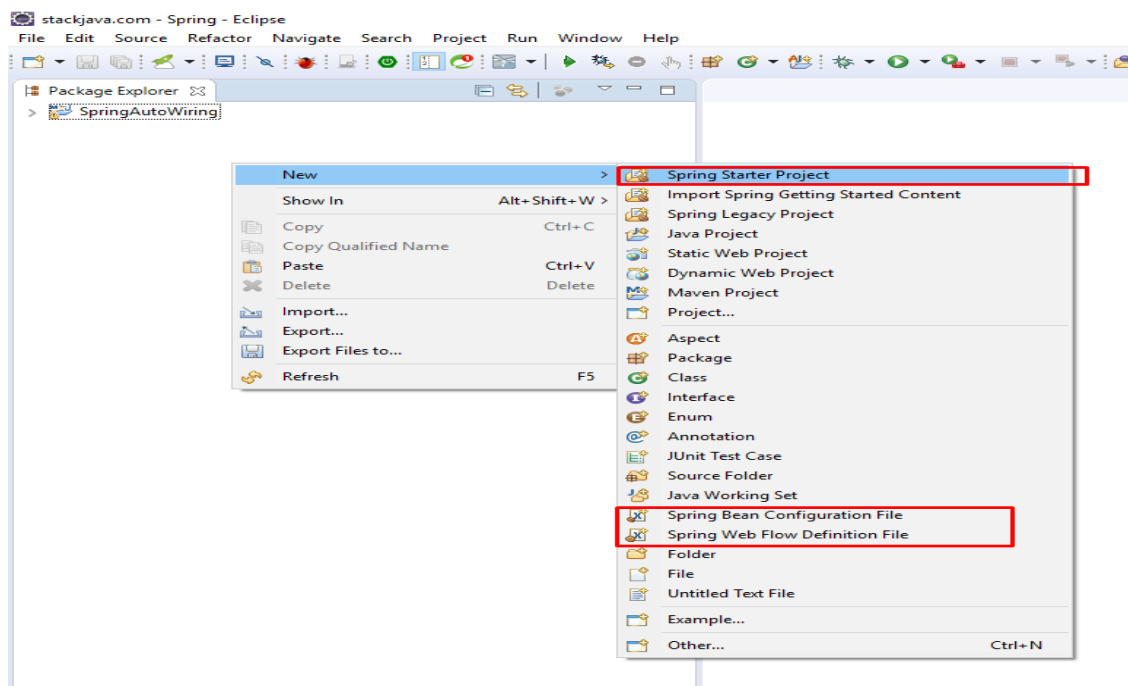 stackjava.com - Spring - Eclipse
File Edit Source Refactor Navigate Search Project Run Window Help
Package Explorer
SpringAutoWiring
New >
Show In Alt+Shift+W >
Copy Ctrl+C
Copy Qualified Name
Paste Ctrl+V
Delete Delete
Import...
Export...
Export Files to...
Refresh F5
Spring Starter Project
Import Spring Getting Started Content
Spring Legacy Project
Java Project
Static Web Project
Dynamic Web Project
Maven Project
Project...
Aspect
Package
Class
Interface
Enum
Annotation
JUnit Test Case
Source Folder
Java Working Set
Spring Bean Configuration File
Spring Web Flow Definition File
Folder
File
Untitled Text File
Example...
Other... Ctrl+N